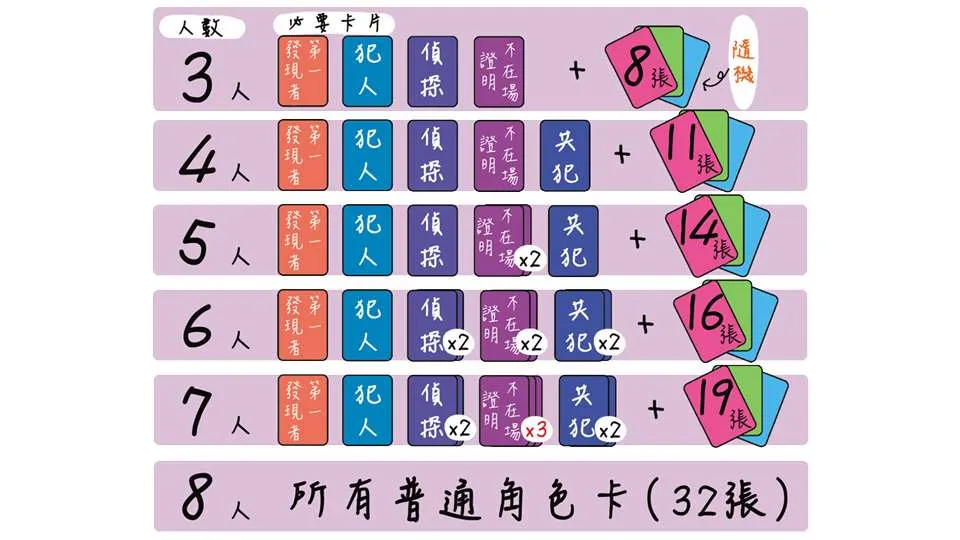 人數 必要卡片
3人 第一發現者 犯人 偵探 不在場證明 + 8張 隨機
4人 第一發現者 犯人 偵探 不在場證明 共犯 + 11張
5人 第一發現者 犯人 偵探 不在場證明 x2 共犯 + 14張
6人 第一發現者 犯人 偵探 x2 不在場證明 x2 共犯 x2 + 16張
7人 第一發現者 犯人 偵探 x2 不在場證明 x3 共犯 x2 + 19張
8人 所有普通角色卡(32張)